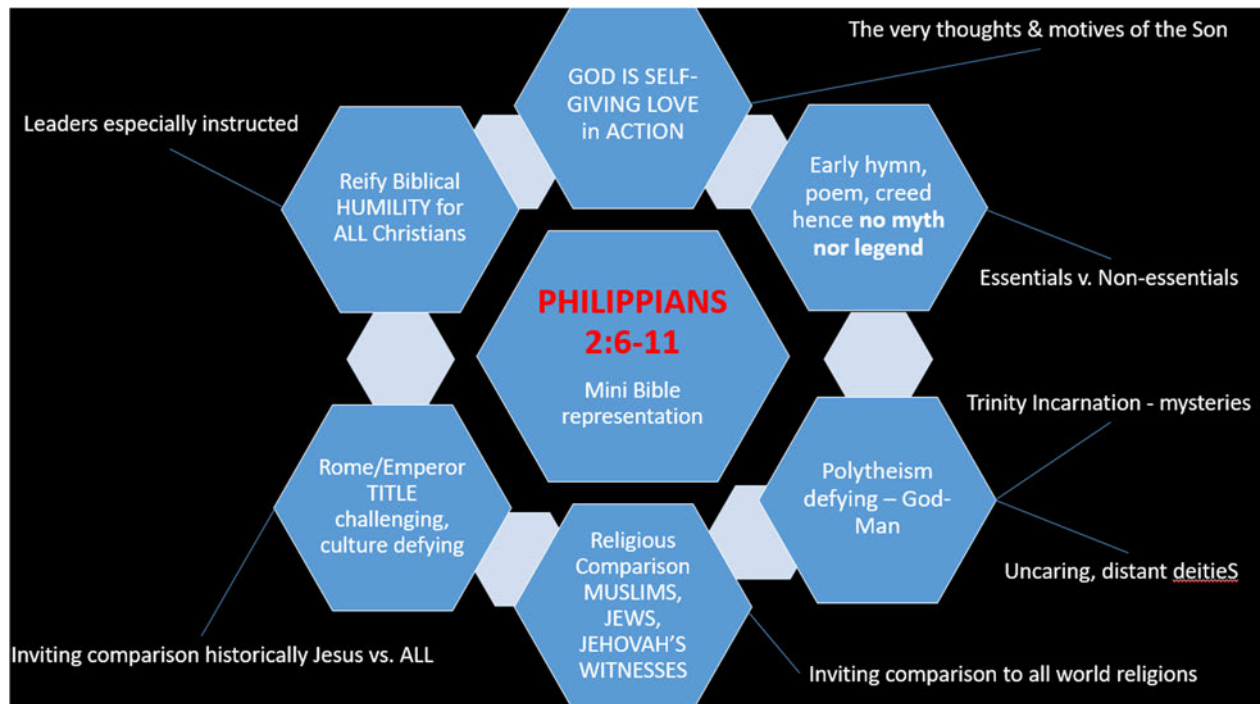 The very thoughts & motives of the Son
GOD IS SELF-
GIVING LOVE
in ACTION
Leaders especially instructed
Reify Biblical
HUMILITY for
ALL Christians
Early hymn,
poem, creed
hence no myth
nor legend
Essentials v. Non-essentials
PHILIPPIANS
2:6-11
Mini Bible
representation
Trinity Incarnation - mysteries
Polytheism
defying – God-
Man
Uncaring, distant deitieS
Rome/Emperor
TITLE
challenging,
culture defying
Inviting comparison historically Jesus vs. ALL
Religious
Comparison
MUSLIMS,
JEWS,
JEHOVAH'S
WITNESSES
Inviting comparison to all world religions